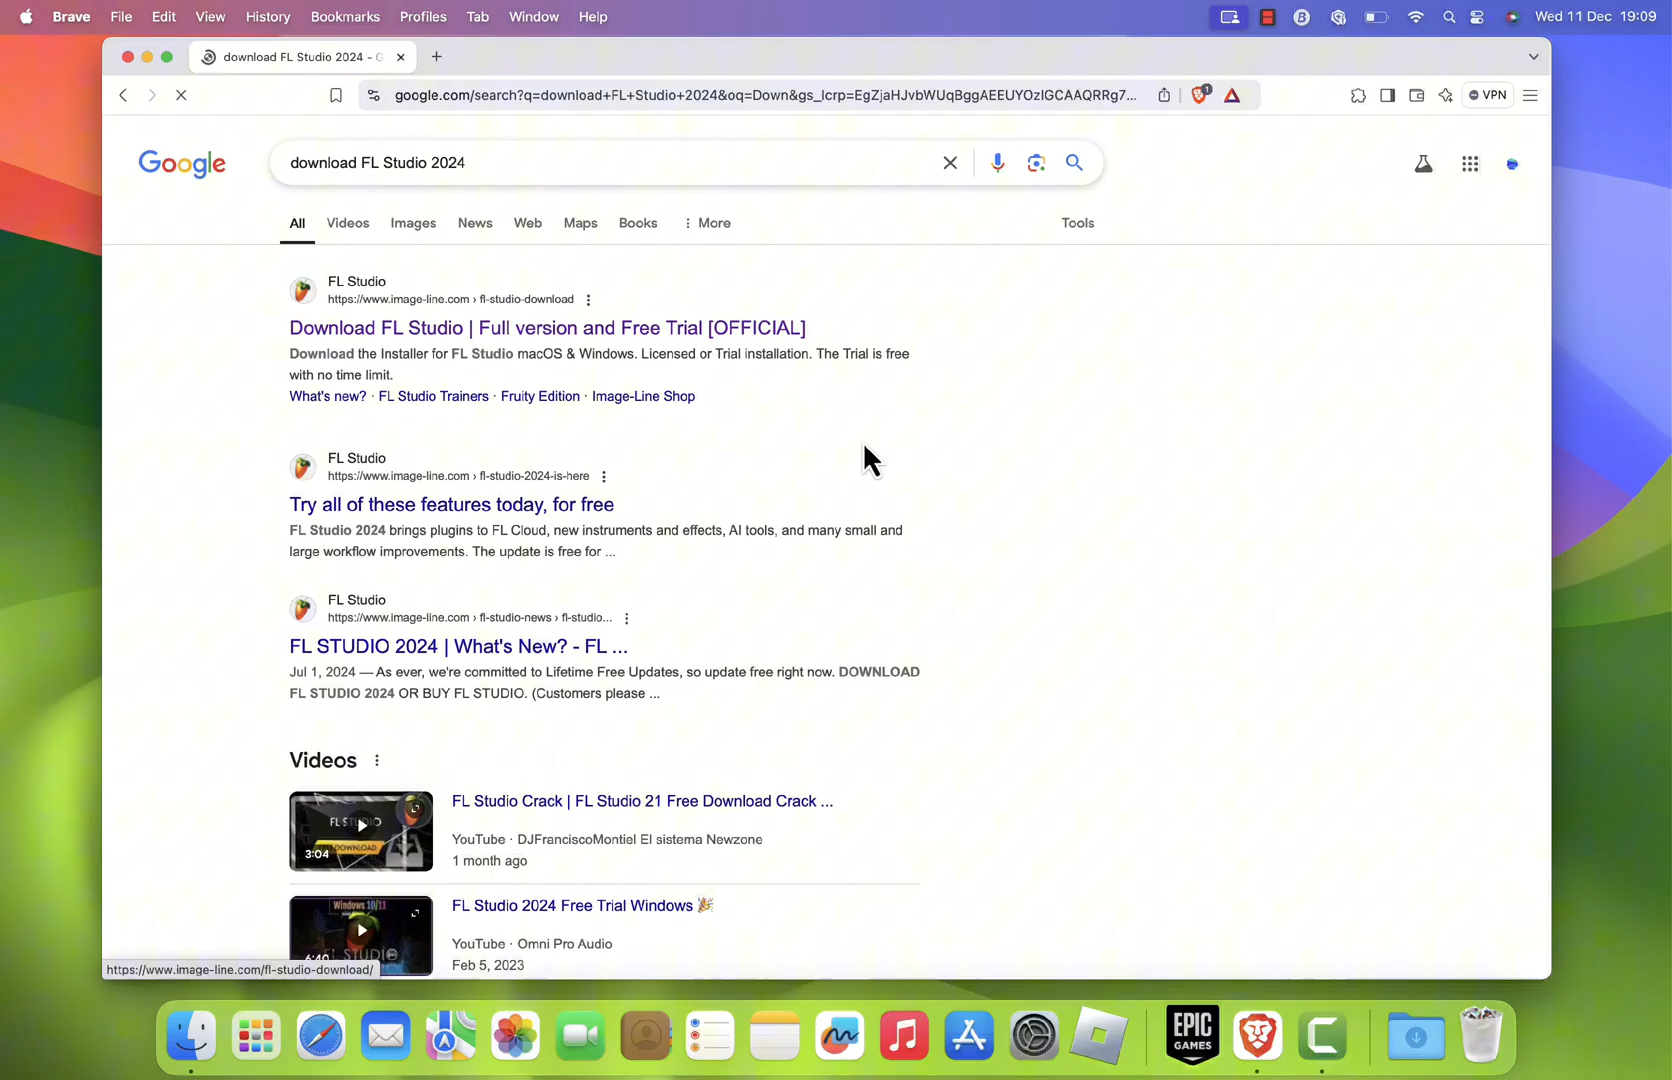 Brave File Edit View History Bookmarks Profiles Tab Window Help Wed 11 Dec 19:09
download FL Studio 2024 - G
google.com/search?q=download+FL+Studio+2024&oq=Down&gs_lcrp=EgZjaHJvbWUqBggAEEUYOzIGCAAQRRg7... 1 VPN
Google download FL Studio 2024
All Videos Images News Web Maps Books More Tools
FL Studio
https://www.image-line.com › fl-studio-download
Download FL Studio | Full version and Free Trial [OFFICIAL]
Download the Installer for FL Studio macOS & Windows. Licensed or Trial installation. The Trial is free
with no time limit.
What's new? · FL Studio Trainers · Fruity Edition · Image-Line Shop
FL Studio
https://www.image-line.com › fl-studio-2024-is-here
Try all of these features today, for free
FL Studio 2024 brings plugins to FL Cloud, new instruments and effects, AI tools, and many small and
large workflow improvements. The update is free for ...
FL Studio
https://www.image-line.com › fl-studio-news › fl-studio...
FL STUDIO 2024 | What's New? - FL ...
Jul 1, 2024 — As ever, we're committed to Lifetime Free Updates, so update free right now. DOWNLOAD
FL STUDIO 2024 OR BUY FL STUDIO. (Customers please ...
Videos
FL Studio Crack | FL Studio 21 Free Download Crack ...
YouTube · DJFranciscoMontiel El sistema Newzone
1 month ago
FL STUDIO
DOWNLOAD
3:04
FL Studio 2024 Free Trial Windows 🎉
YouTube · Omni Pro Audio
Feb 5, 2023
Windows 10/11
FL STUDIO
6:40
https://www.image-line.com/fl-studio-download/
EPIC
GAMES